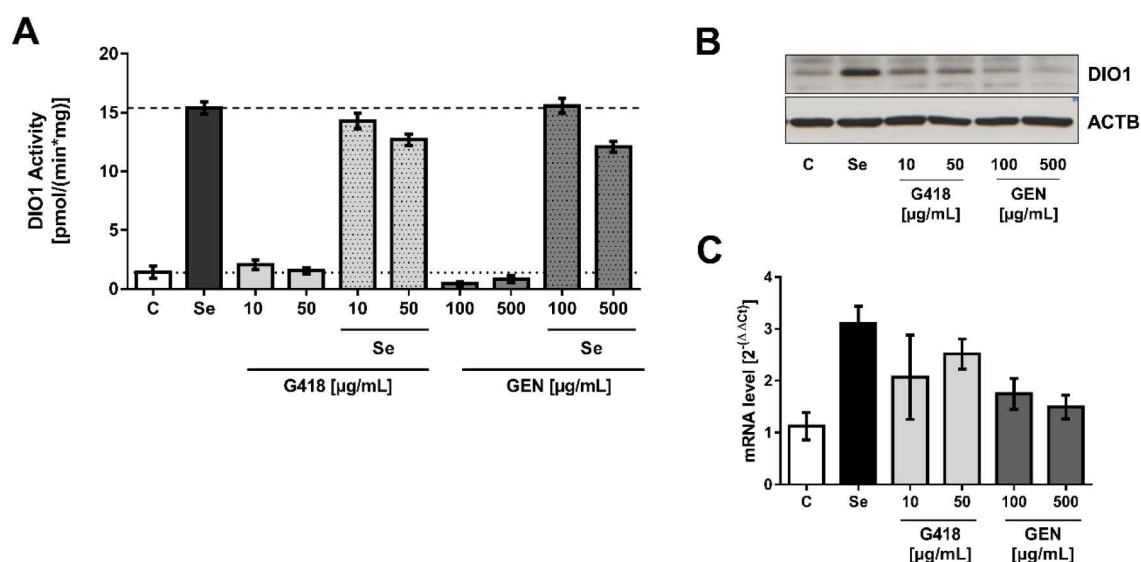 A
DIO1 Activity
[pmol/(min*mg)]
20
15
10
5
0
C Se 10 50 10 50 100 500 100 500
Se Se
G418 [µg/mL] GEN [µg/mL]
B
DIO1
ACTB
C Se 10 50 100 500
G418 GEN
[µg/mL] [µg/mL]
C
mRNA level [2^-(Δ ΔCt)]
4
3
2
1
0
C Se 10 50 100 500
G418 GEN
[µg/mL] [µg/mL]